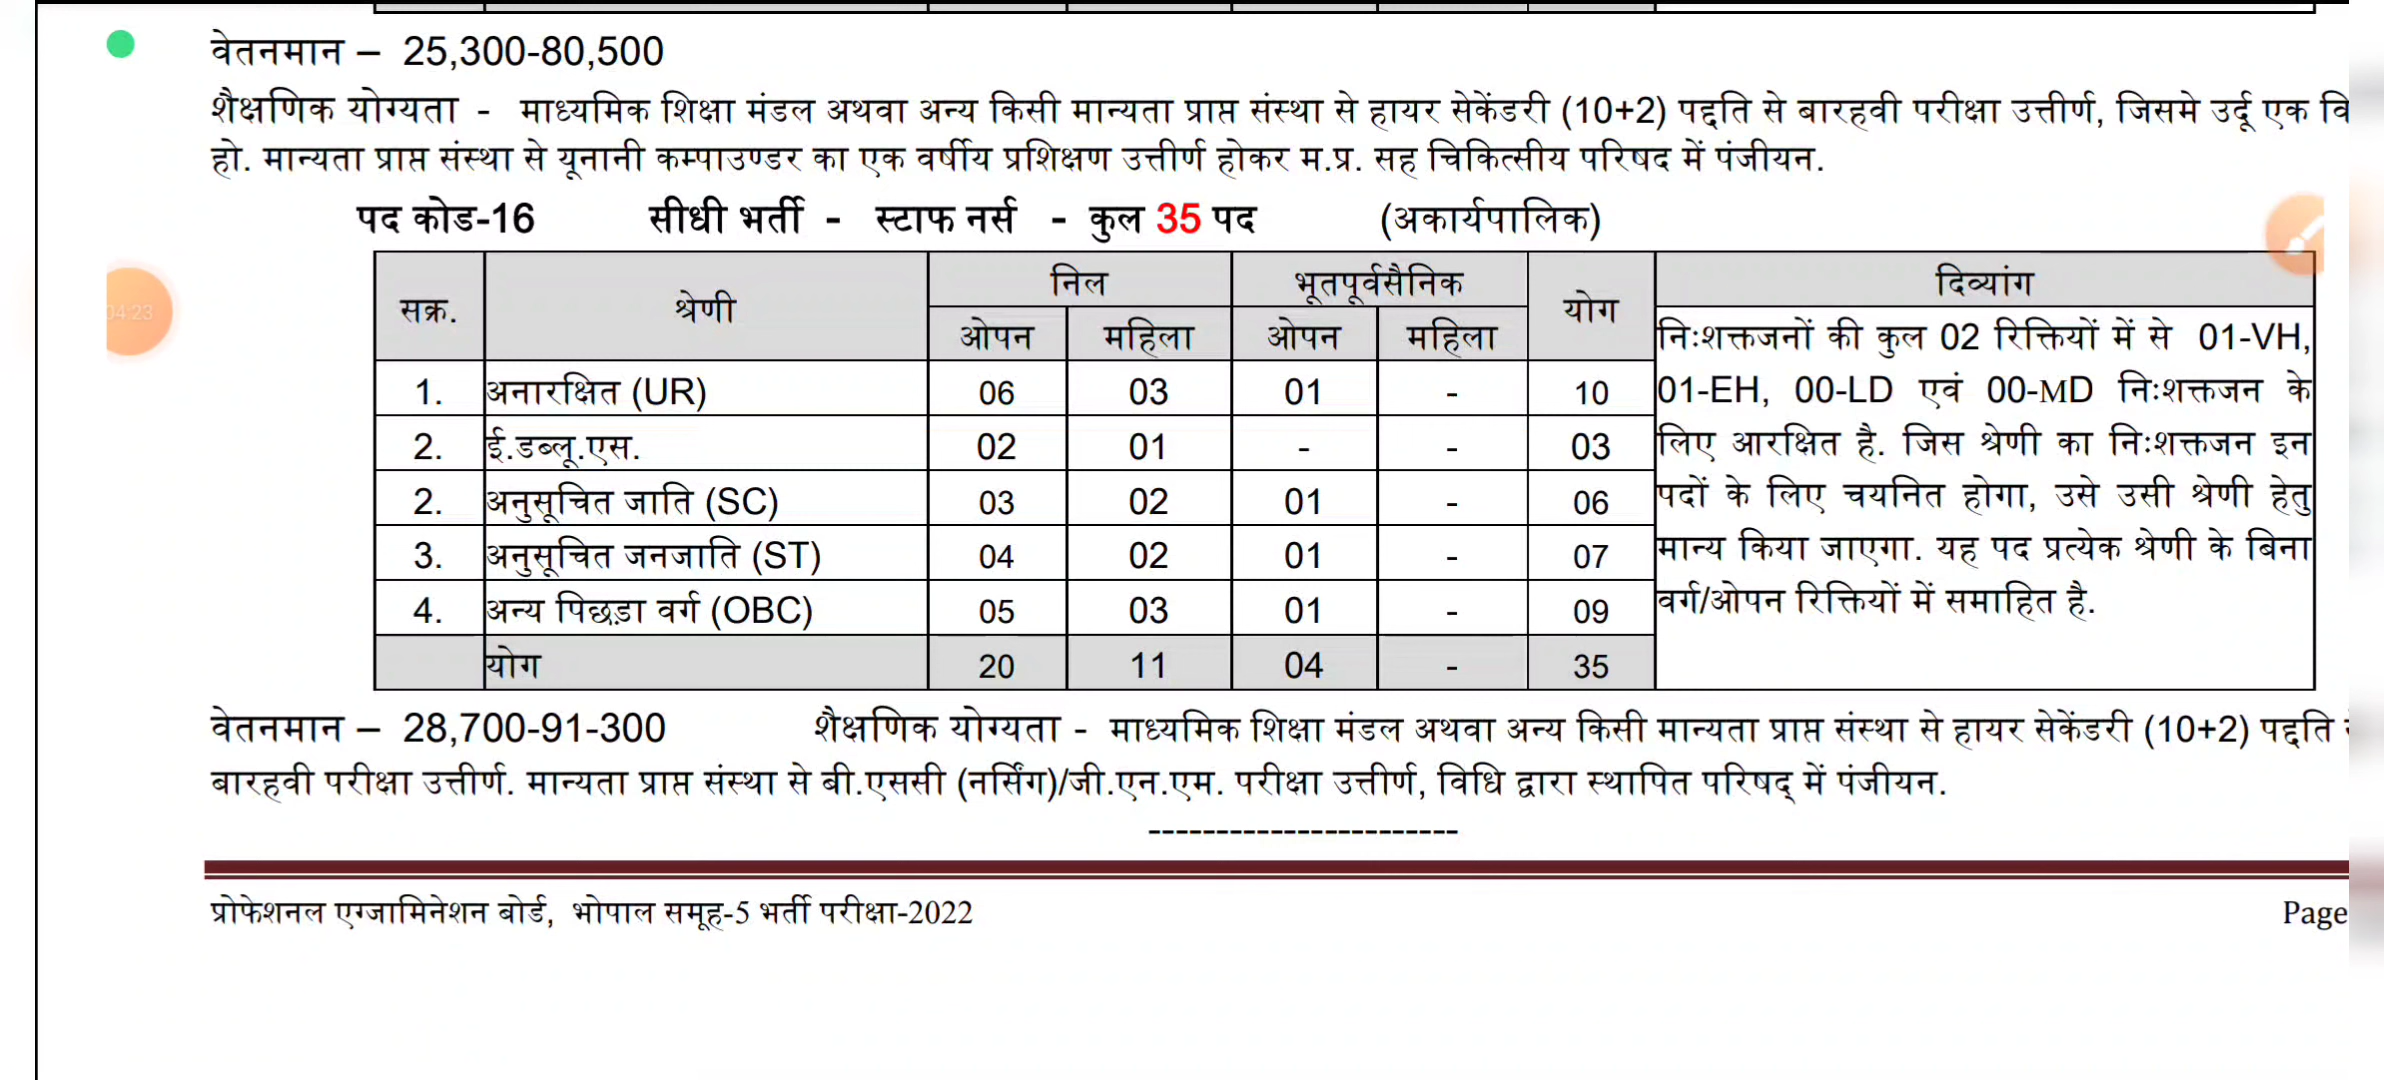 वेतनमान – 25,300-80,500
शैक्षणिक योग्यता - माध्यमिक शिक्षा मंडल अथवा अन्य किसी मान्यता प्राप्त संस्था से हायर सेकेंडरी (10+2) पद्दति से बारहवी परीक्षा उत्तीर्ण, जिसमे उर्दू एक वि
हो. मान्यता प्राप्त संस्था से यूनानी कम्पाउण्डर का एक वर्षीय प्रशिक्षण उत्तीर्ण होकर म.प्र. सह चिकित्सीय परिषद में पंजीयन.
पद कोड-16 सीधी भर्ती - स्टाफ नर्स - कुल 35 पद (अकार्यपालिक)
सक्र. श्रेणी निल भूतपूर्वसैनिक योग दिव्यांग
ओपन महिला ओपन महिला
04:23
1. अनारक्षित (UR) 06 03 01 - 10
2. ई.डब्लू.एस. 02 01 - - 03
2. अनुसूचित जाति (SC) 03 02 01 - 06
3. अनुसूचित जनजाति (ST) 04 02 01 - 07
4. अन्य पिछड़ा वर्ग (OBC) 05 03 01 - 09
योग 20 11 04 - 35
निःशक्तजनों की कुल 02 रिक्तियों में से 01-VH,
01-EH, 00-LD एवं 00-MD निःशक्तजन के
लिए आरक्षित है. जिस श्रेणी का निःशक्तजन इन
पदों के लिए चयनित होगा, उसे उसी श्रेणी हेतु
मान्य किया जाएगा. यह पद प्रत्येक श्रेणी के बिना
वर्ग/ओपन रिक्तियों में समाहित है.
वेतनमान – 28,700-91-300 शैक्षणिक योग्यता - माध्यमिक शिक्षा मंडल अथवा अन्य किसी मान्यता प्राप्त संस्था से हायर सेकेंडरी (10+2) पद्दति
बारहवी परीक्षा उत्तीर्ण. मान्यता प्राप्त संस्था से बी.एससी (नर्सिंग)/जी.एन.एम. परीक्षा उत्तीर्ण, विधि द्वारा स्थापित परिषद् में पंजीयन.
-----------------------
प्रोफेशनल एग्जामिनेशन बोर्ड, भोपाल समूह-5 भर्ती परीक्षा-2022 Page